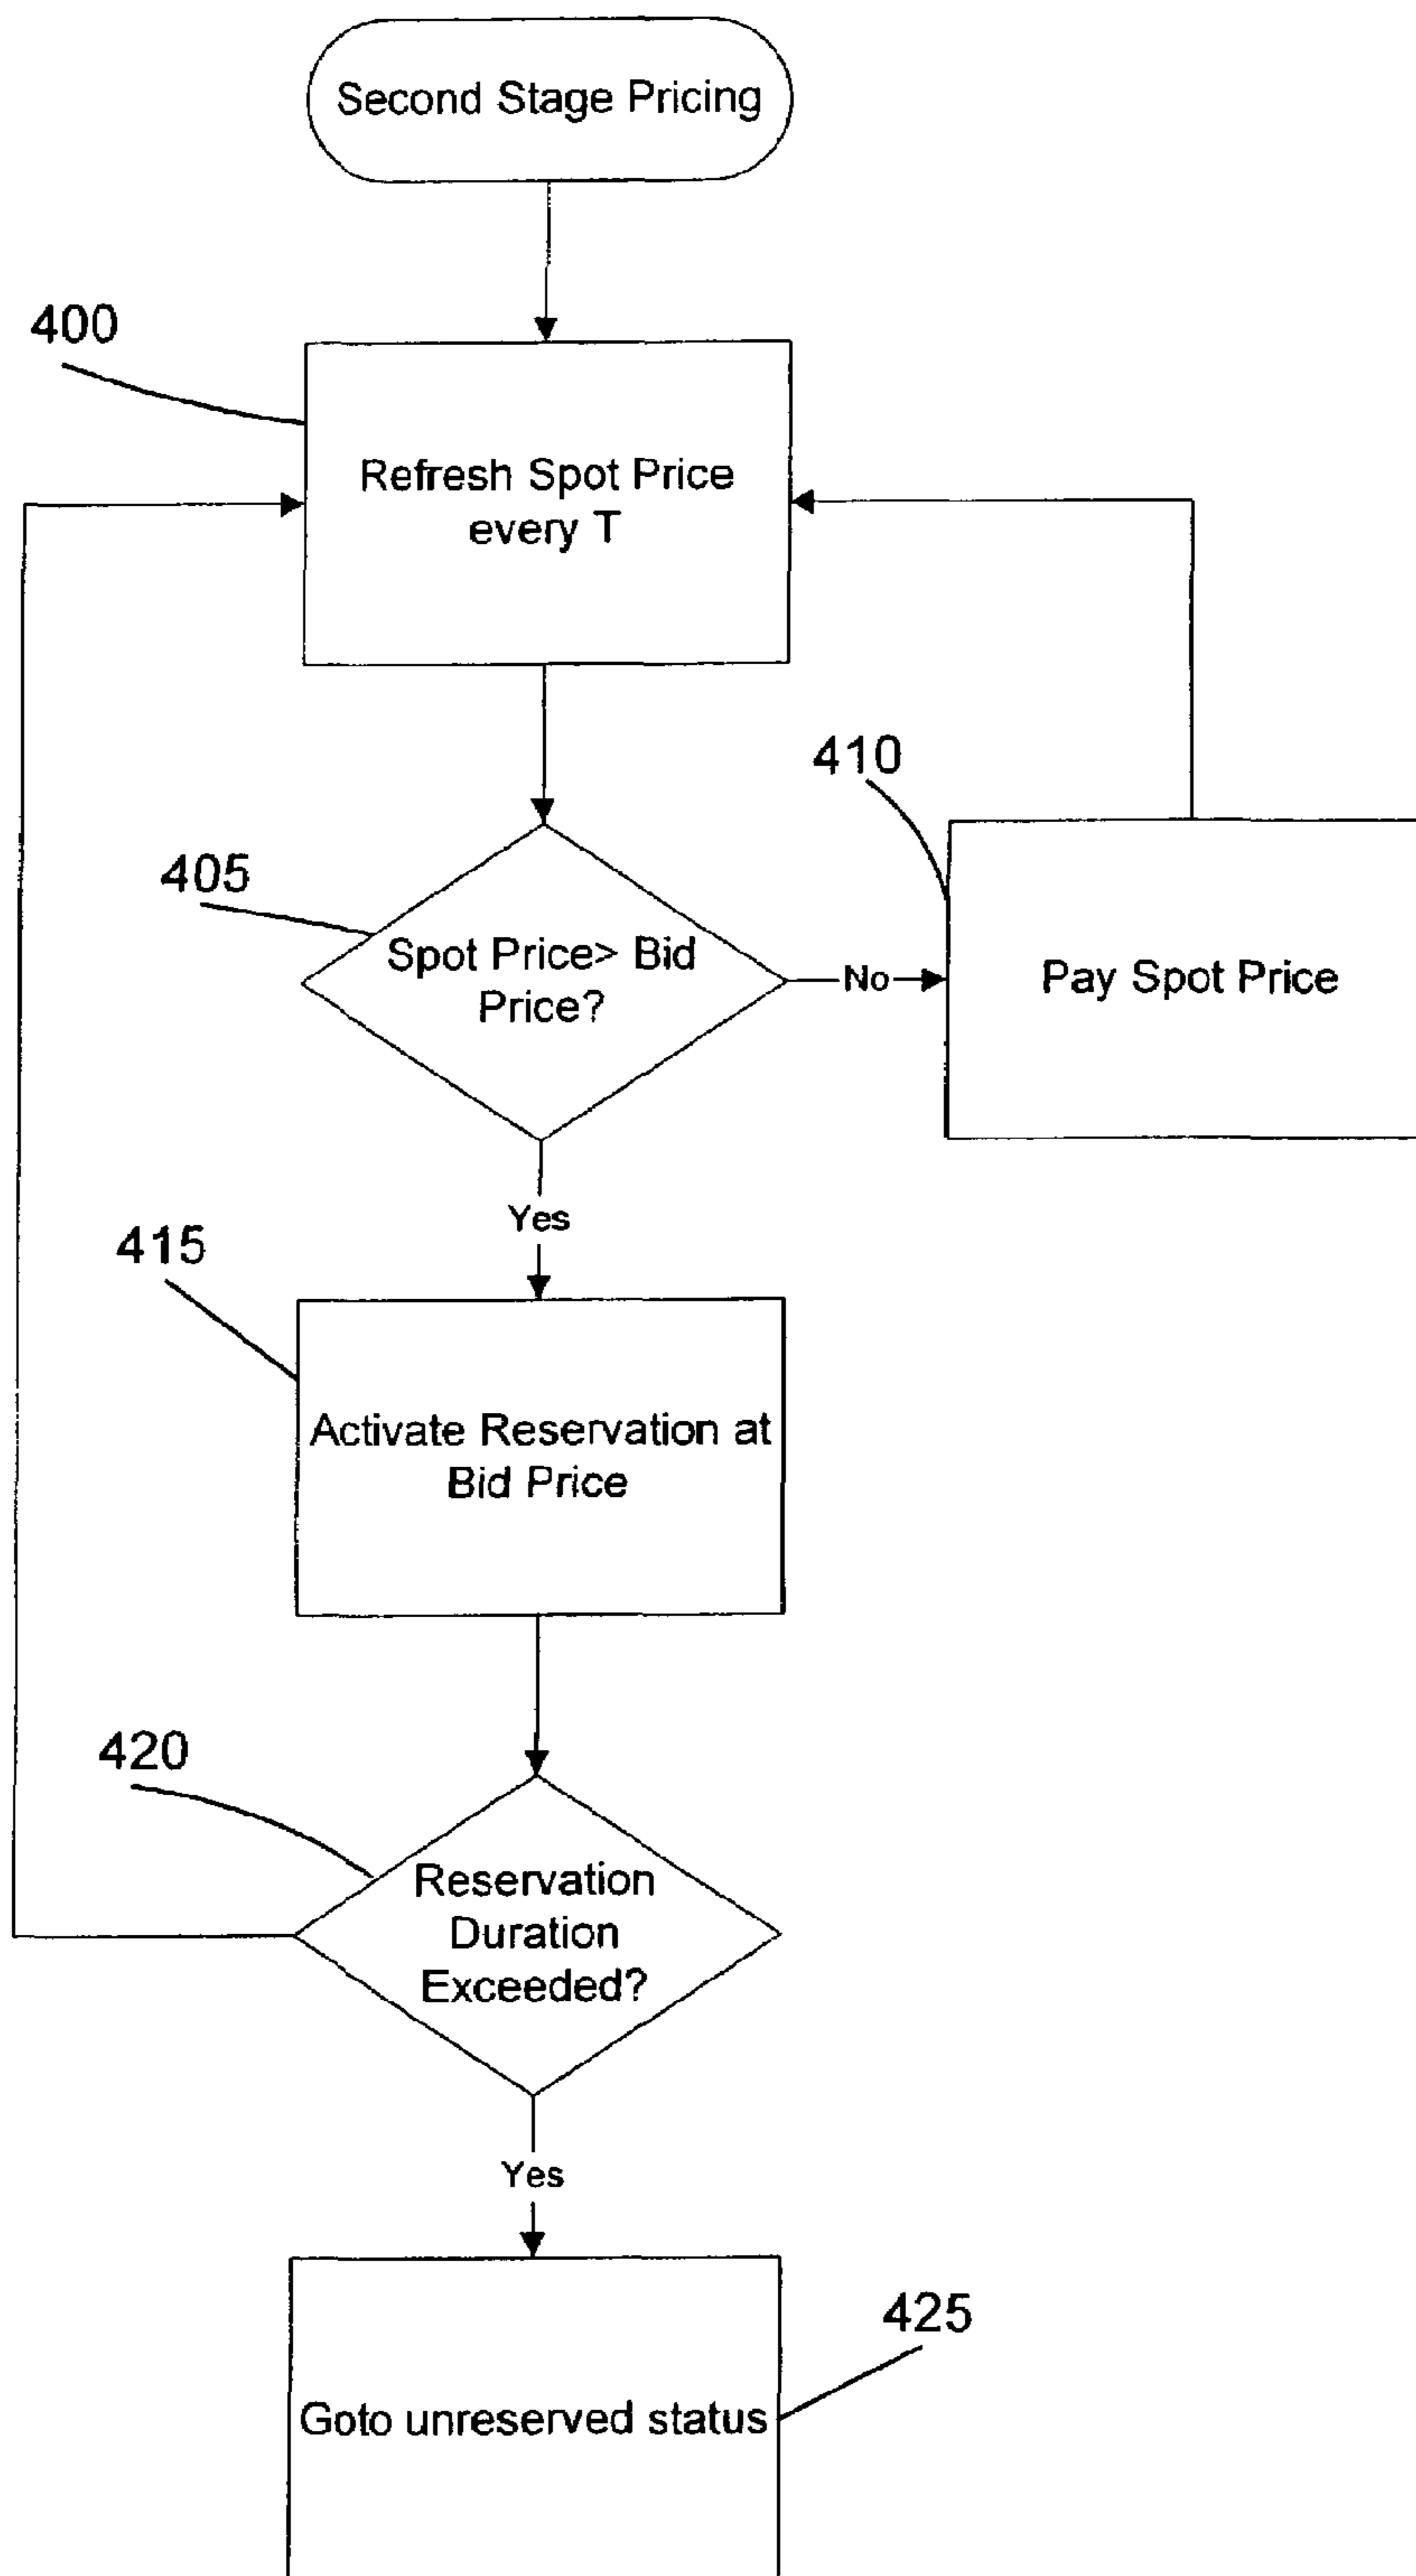 Second Stage Pricing
400
Refresh Spot Price
every T
410
405
Spot Price> Bid
Price?
No
Pay Spot Price
Yes
415
Activate Reservation at
Bid Price
420
Reservation
Duration
Exceeded?
Yes
425
Goto unreserved status